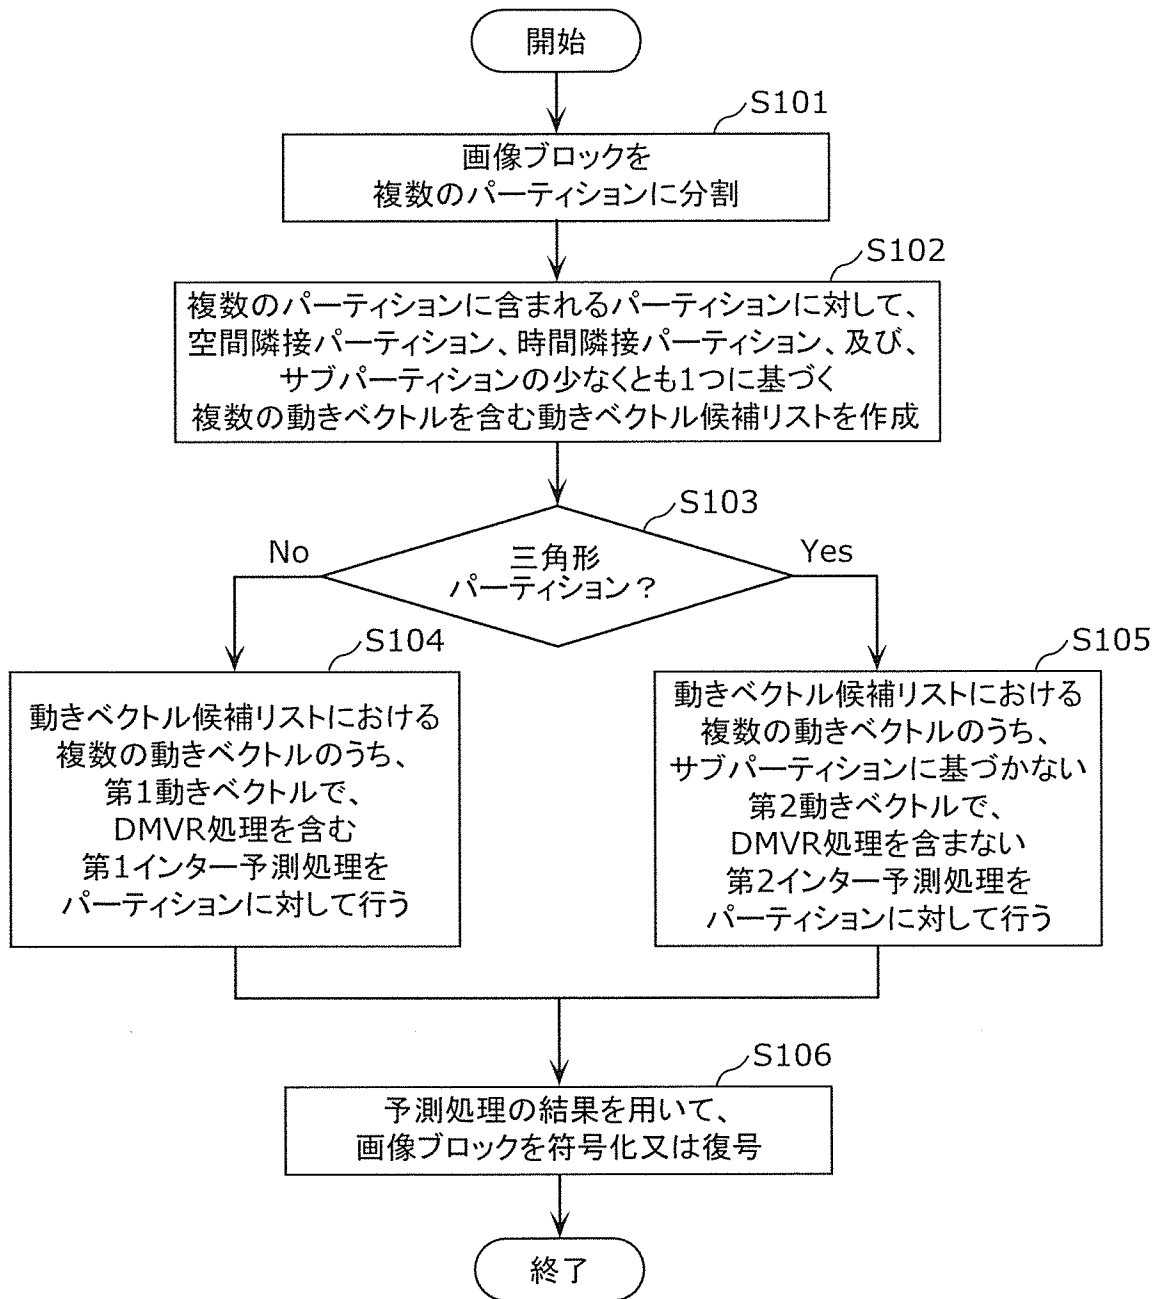 開始
S101
画像ブロックを
複数のパーティションに分割
S102
複数のパーティションに含まれるパーティションに対して、
空間隣接パーティション、時間隣接パーティション、及び、
サブパーティションの少なくとも1つに基づく
複数の動きベクトルを含む動きベクトル候補リストを作成
S103
No
三角形
パーティション?
Yes
S104
動きベクトル候補リストにおける
複数の動きベクトルのうち、
第1動きベクトルで、
DMVR処理を含む
第1インター予測処理を
パーティションに対して行う
S105
動きベクトル候補リストにおける
複数の動きベクトルのうち、
サブパーティションに基づかない
第2動きベクトルで、
DMVR処理を含まない
第2インター予測処理を
パーティションに対して行う
S106
予測処理の結果を用いて、
画像ブロックを符号化又は復号
終了